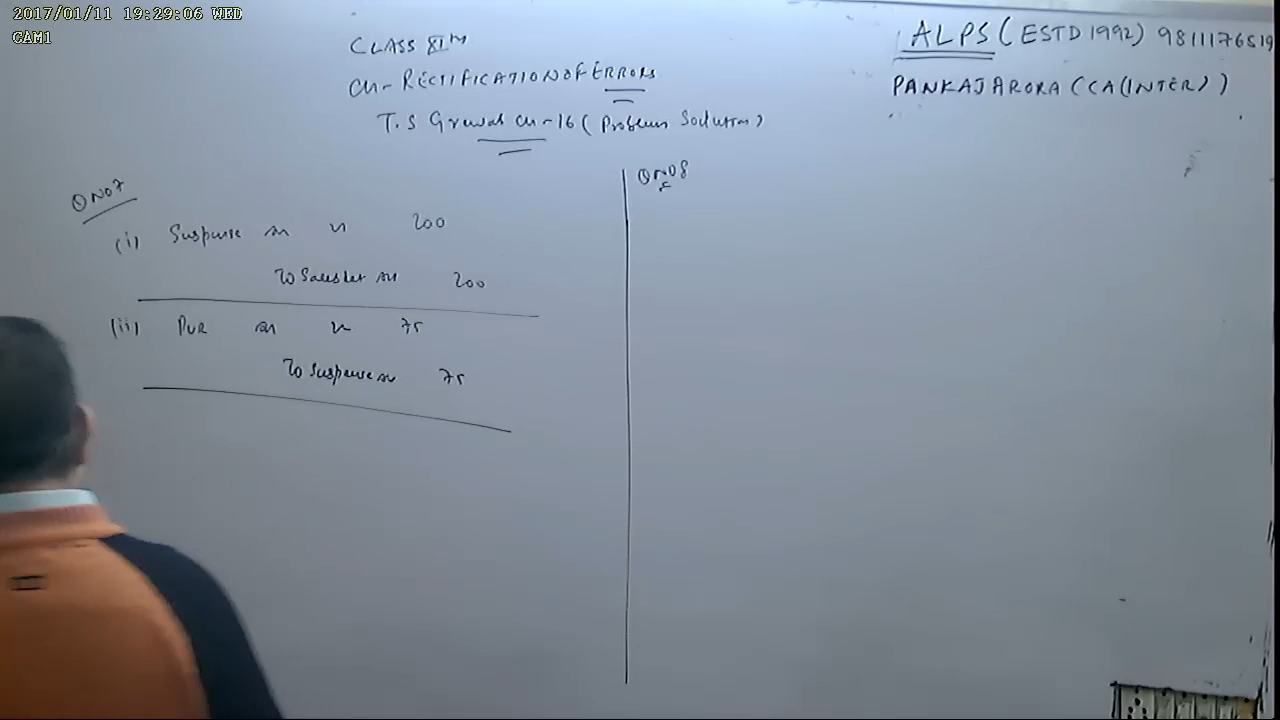 2017/01/11 19:29:06 WED
CAM1
CLASS XI TH
CH- RECTIFICATION OF ERRORS
T.S Grewal CH-16 ( Problem Solution )
ALPS ( ESTD 1992 ) 9811176519
PANKAJ ARORA ( CA (INTER) )
Q NO 7
(i) Suspense 200
To Sales Ret 200
(ii) PUR 75
To Suspense 75
Q NO 8